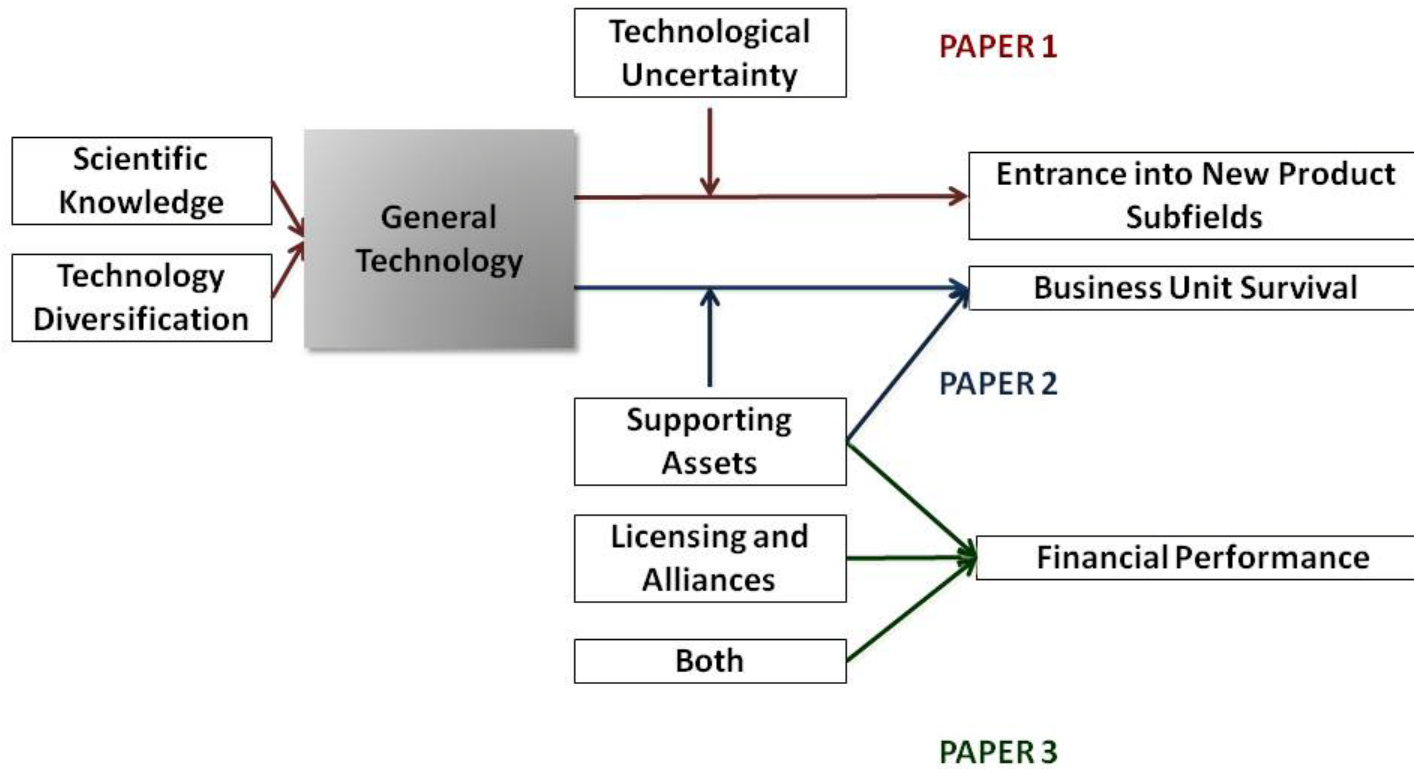 Technological
Uncertainty
PAPER 1
Scientific
Knowledge
Technology
Diversification
General
Technology
Entrance into New Product
Subfields
Business Unit Survival
PAPER 2
Supporting
Assets
Licensing and
Alliances
Financial Performance
Both
PAPER 3